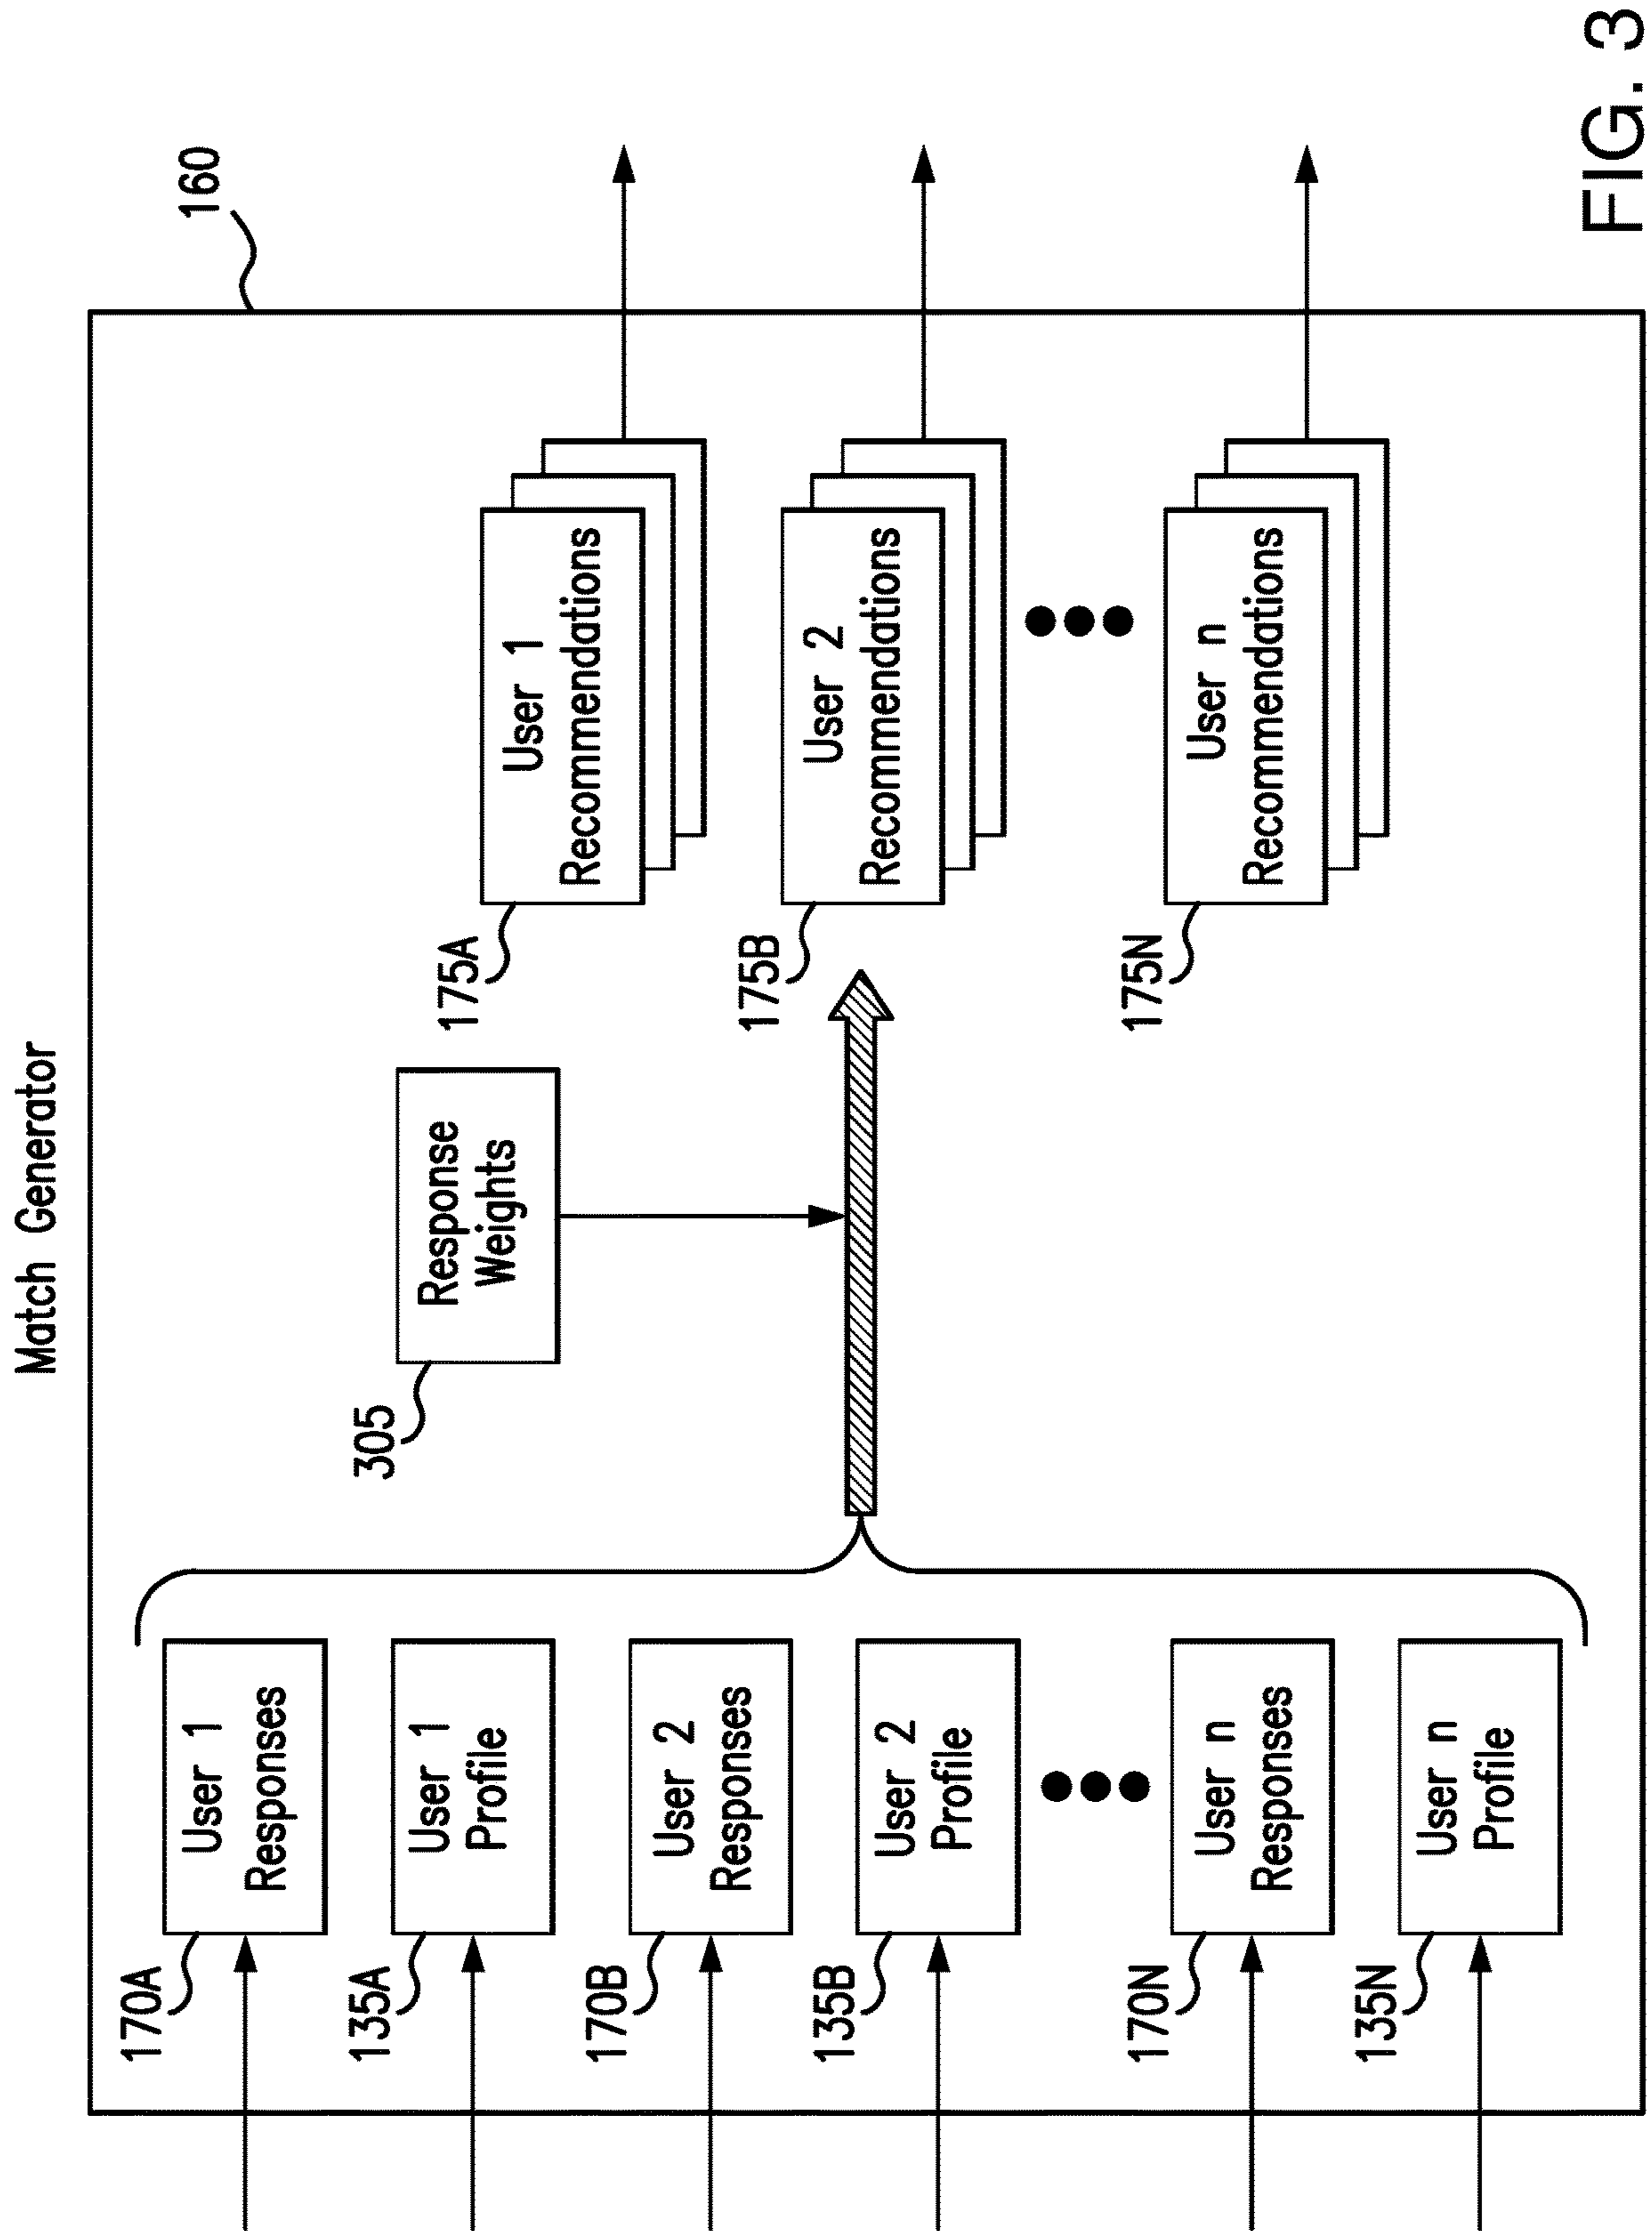 Match Generator
160
170A
User 1
Responses
135A
User 1
Profile
170B
User 2
Responses
135B
User 2
Profile
170N
User n
Responses
135N
User n
Profile
305
Response
Weights
175A
User 1
Recommendations
175B
User 2
Recommendations
175N
User n
Recommendations
FIG. 3